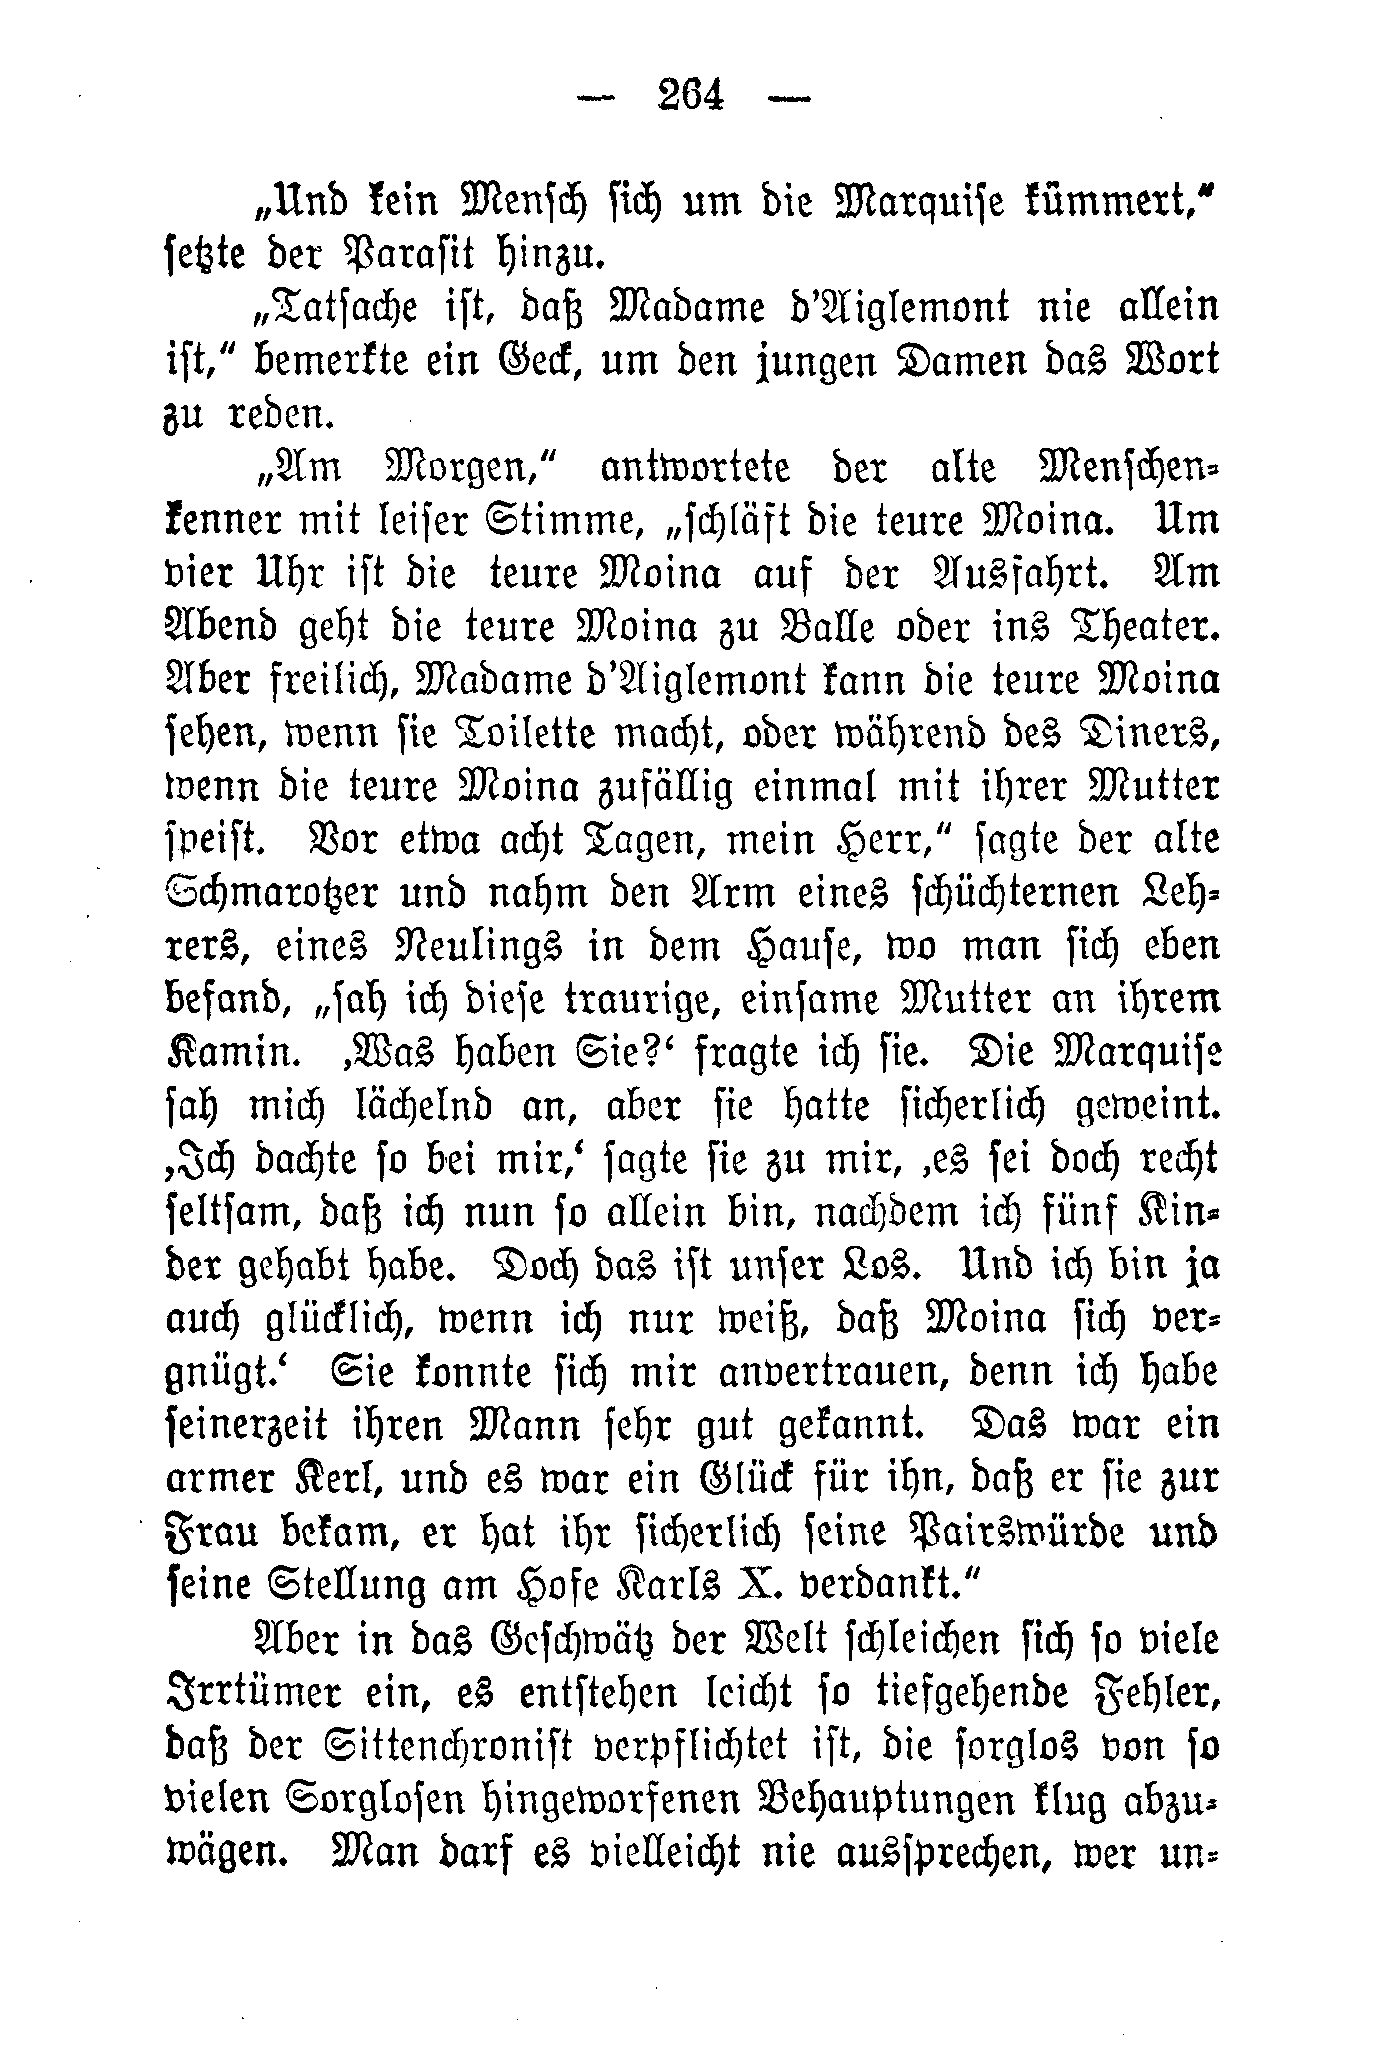 — 264 —
„Und kein Mensch sich um die Marquise kümmert,“
setzte der Parasit hinzu.
„Tatsache ist, daß Madame d'Aiglemont nie allein
ist,“ bemerkte ein Geck, um den jungen Damen das Wort
zu reden.
„Am Morgen,“ antwortete der alte Menschen-
kenner mit leiser Stimme, „schläft die teure Moina. Um
vier Uhr ist die teure Moina auf der Ausfahrt. Am
Abend geht die teure Moina zu Balle oder ins Theater.
Aber freilich, Madame d'Aiglemont kann die teure Moina
sehen, wenn sie Toilette macht, oder während des Diners,
wenn die teure Moina zufällig einmal mit ihrer Mutter
speist. Vor etwa acht Tagen, mein Herr,“ sagte der alte
Schmarotzer und nahm den Arm eines schüchternen Leh-
rers, eines Neulings in dem Hause, wo man sich eben
befand, „sah ich diese traurige, einsame Mutter an ihrem
Kamin. ‚Was haben Sie?‘ fragte ich sie. Die Marquise
sah mich lächelnd an, aber sie hatte sicherlich geweint.
‚Ich dachte so bei mir,‘ sagte sie zu mir, ‚es sei doch recht
seltsam, daß ich nun so allein bin, nachdem ich fünf Kin-
der gehabt habe. Doch das ist unser Los. Und ich bin ja
auch glücklich, wenn ich nur weiß, daß Moina sich ver-
gnügt.‘ Sie konnte sich mir anvertrauen, denn ich habe
seinerzeit ihren Mann sehr gut gekannt. Das war ein
armer Kerl, und es war ein Glück für ihn, daß er sie zur
Frau bekam, er hat ihr sicherlich seine Pairswürde und
seine Stellung am Hofe Karls X. verdankt.“
Aber in das Geschwätz der Welt schleichen sich so viele
Irrtümer ein, es entstehen leicht so tiefgehende Fehler,
daß der Sittenchronist verpflichtet ist, die sorglos von so
vielen Sorglosen hingeworfenen Behauptungen klug abzu-
wägen. Man darf es vielleicht nie aussprechen, wer un-